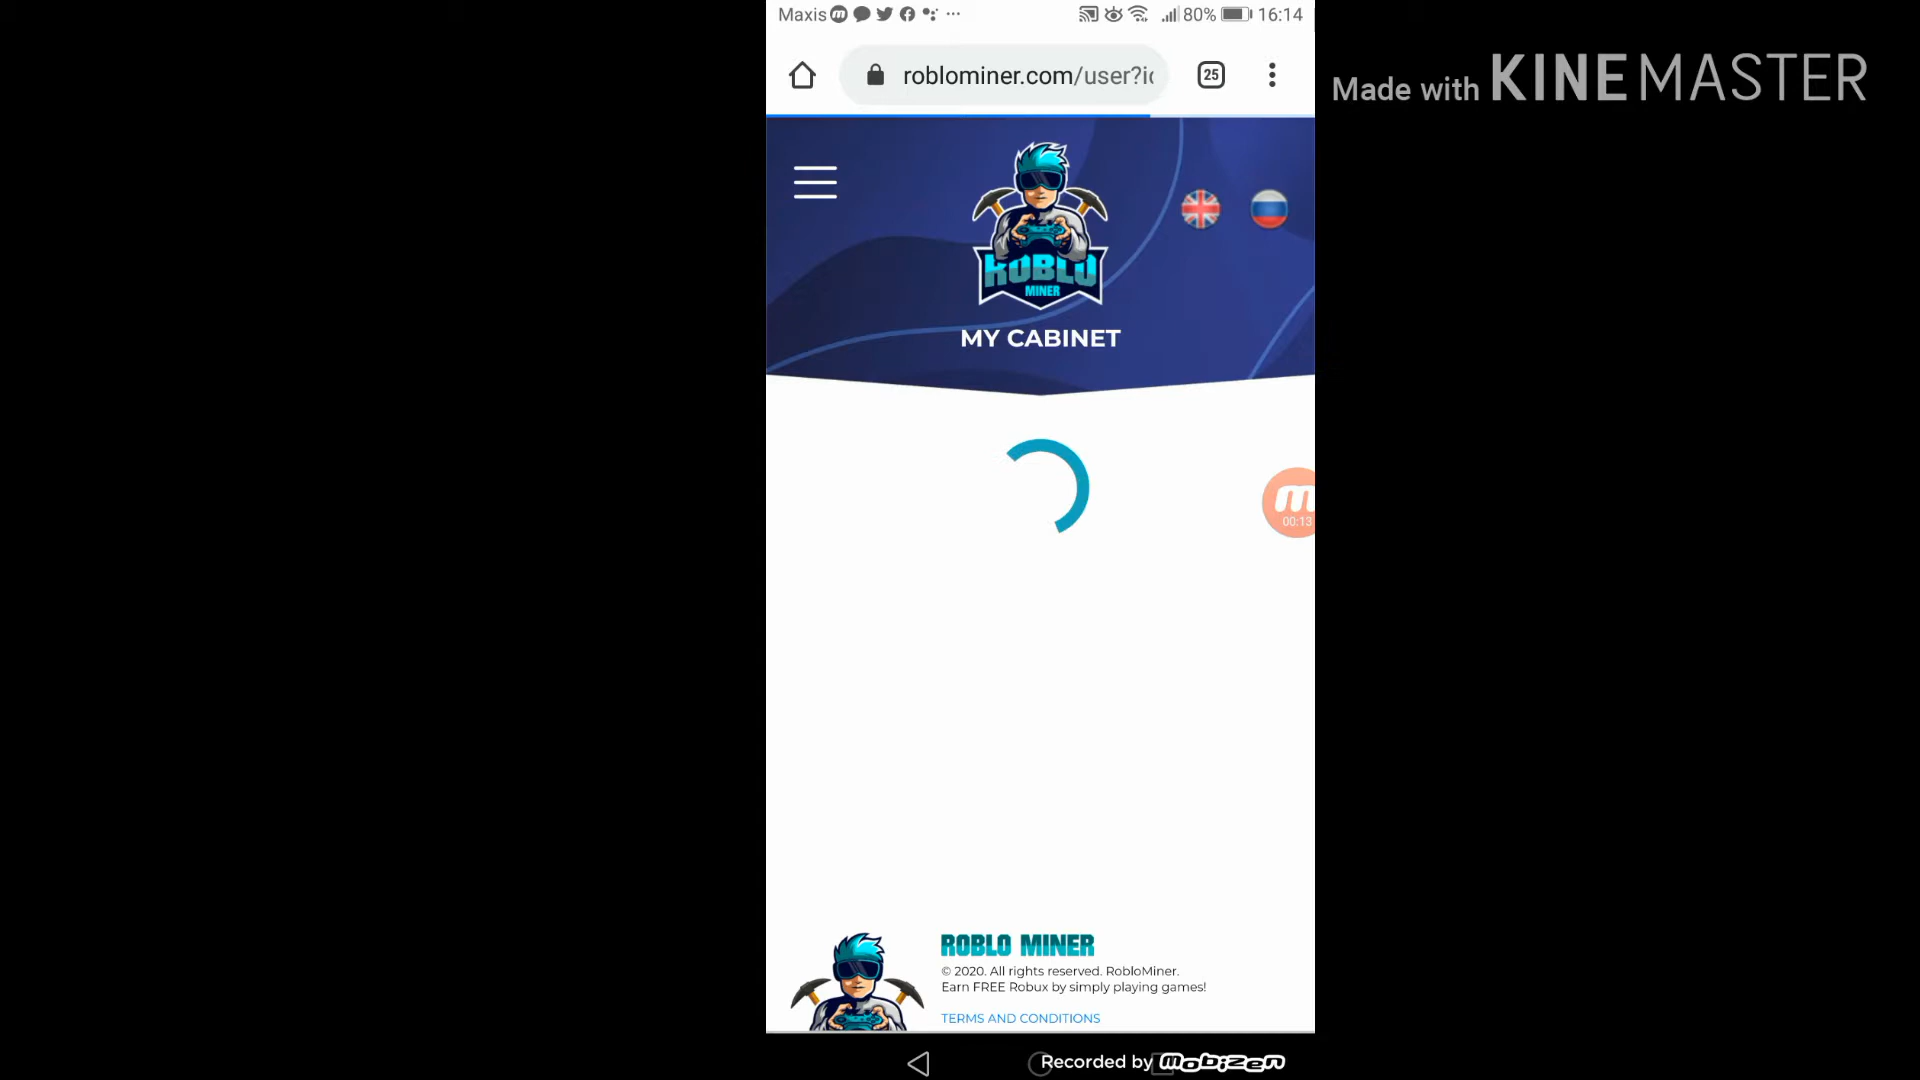 Maxis 80% 16:14
roblominer.com/user?ic 25
Made with KINEMASTER
ROBLO
MINER
MY CABINET
m
00:13
ROBLO MINER
© 2020. All rights reserved. RobloMiner.
Earn FREE Robux by simply playing games!
TERMS AND CONDITIONS
Recorded by mobizen